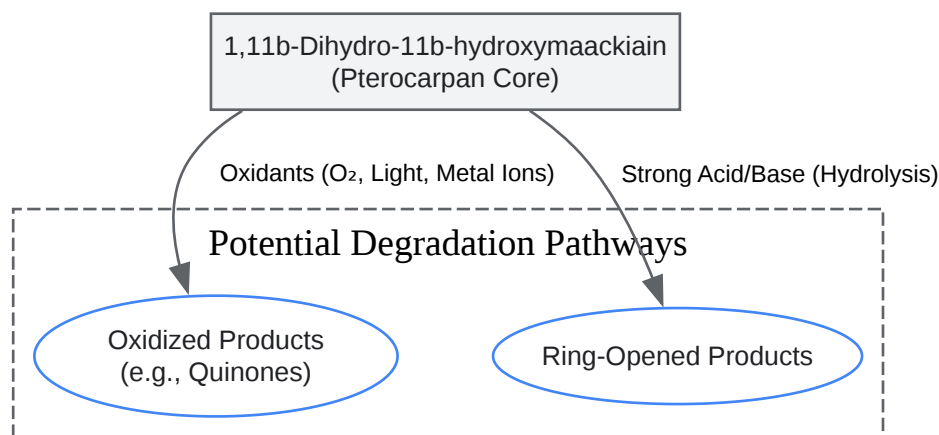 1,11b-Dihydro-11b-hydroxymaackiain
(Pterocarpan Core)
Oxidants (O₂, Light, Metal Ions)
Strong Acid/Base (Hydrolysis)
Potential Degradation Pathways
Oxidized Products
(e.g., Quinones)
Ring-Opened Products